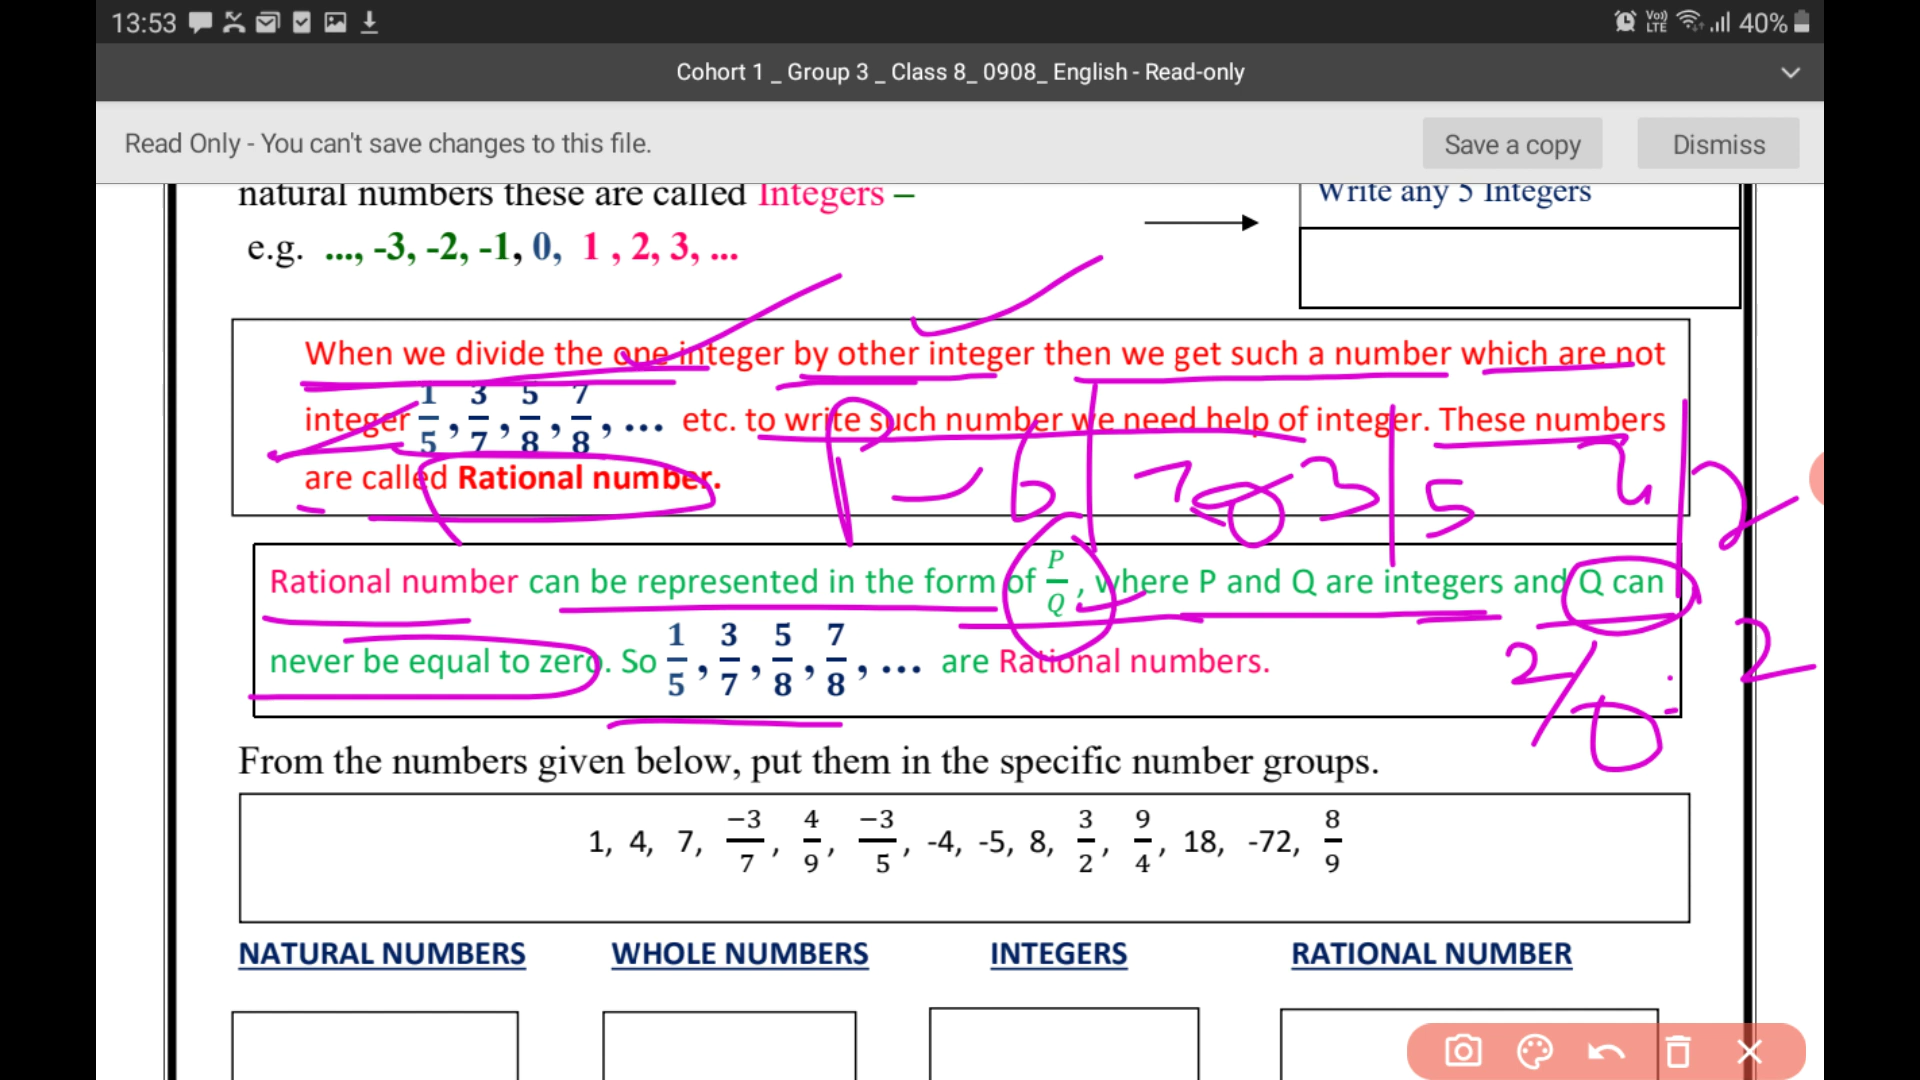 13:53
Vo)) LTE 40%
Cohort 1 _ Group 3 _ Class 8_ 0908_ English - Read-only
Read Only - You can't save changes to this file.
Save a copy
Dismiss
natural numbers these are called Integers –
Write any 5 Integers
e.g. ..., -3, -2, -1, 0, 1 , 2, 3, ...
When we divide the one integer by other integer then we get such a number which are not
integer 1/5 , 3/7 , 5/8 , 7/8 , ... etc. to write such number we need help of integer. These numbers
are called Rational number.
Rational number can be represented in the form of P/Q , where P and Q are integers and Q can
never be equal to zero. So 1/5 , 3/7 , 5/8 , 7/8 , ... are Rational numbers.
2/0
2
From the numbers given below, put them in the specific number groups.
1, 4, 7, −3/7 , 4/9 , −3/5 , -4, -5, 8, 3/2 , 9/4 , 18, -72, 8/9
NATURAL NUMBERS
WHOLE NUMBERS
INTEGERS
RATIONAL NUMBER